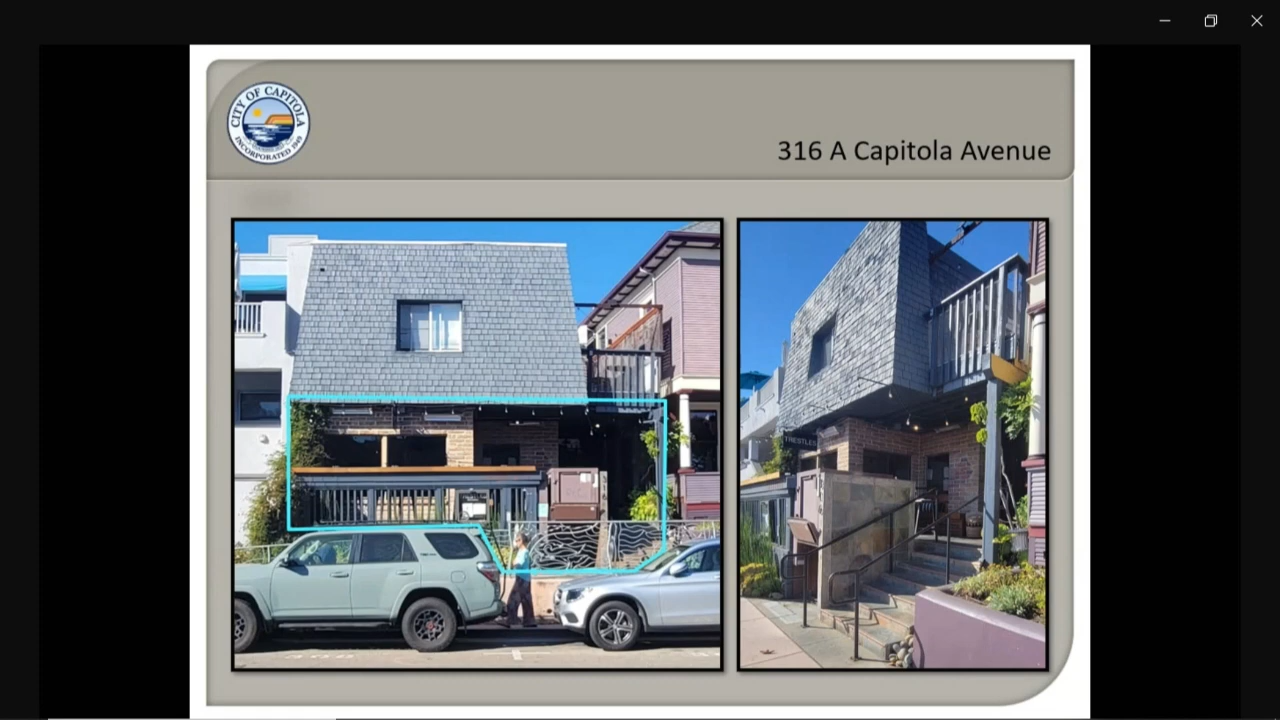 CITY OF CAPITOLA
INCORPORATED 1949
316 A Capitola Avenue
TRESTLES